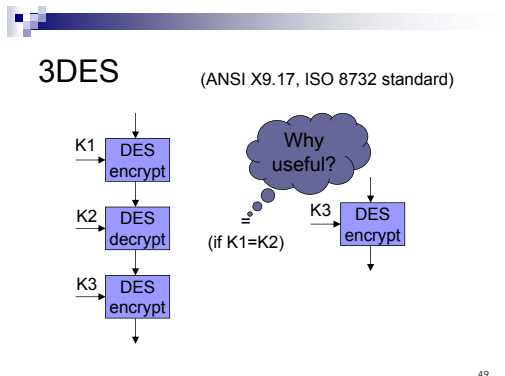 3DES
(ANSI X9.17, ISO 8732 standard)
K1
DES
encrypt
K2
DES
decrypt
K3
DES
encrypt
Why
useful?
=
(if K1=K2)
K3
DES
encrypt
49